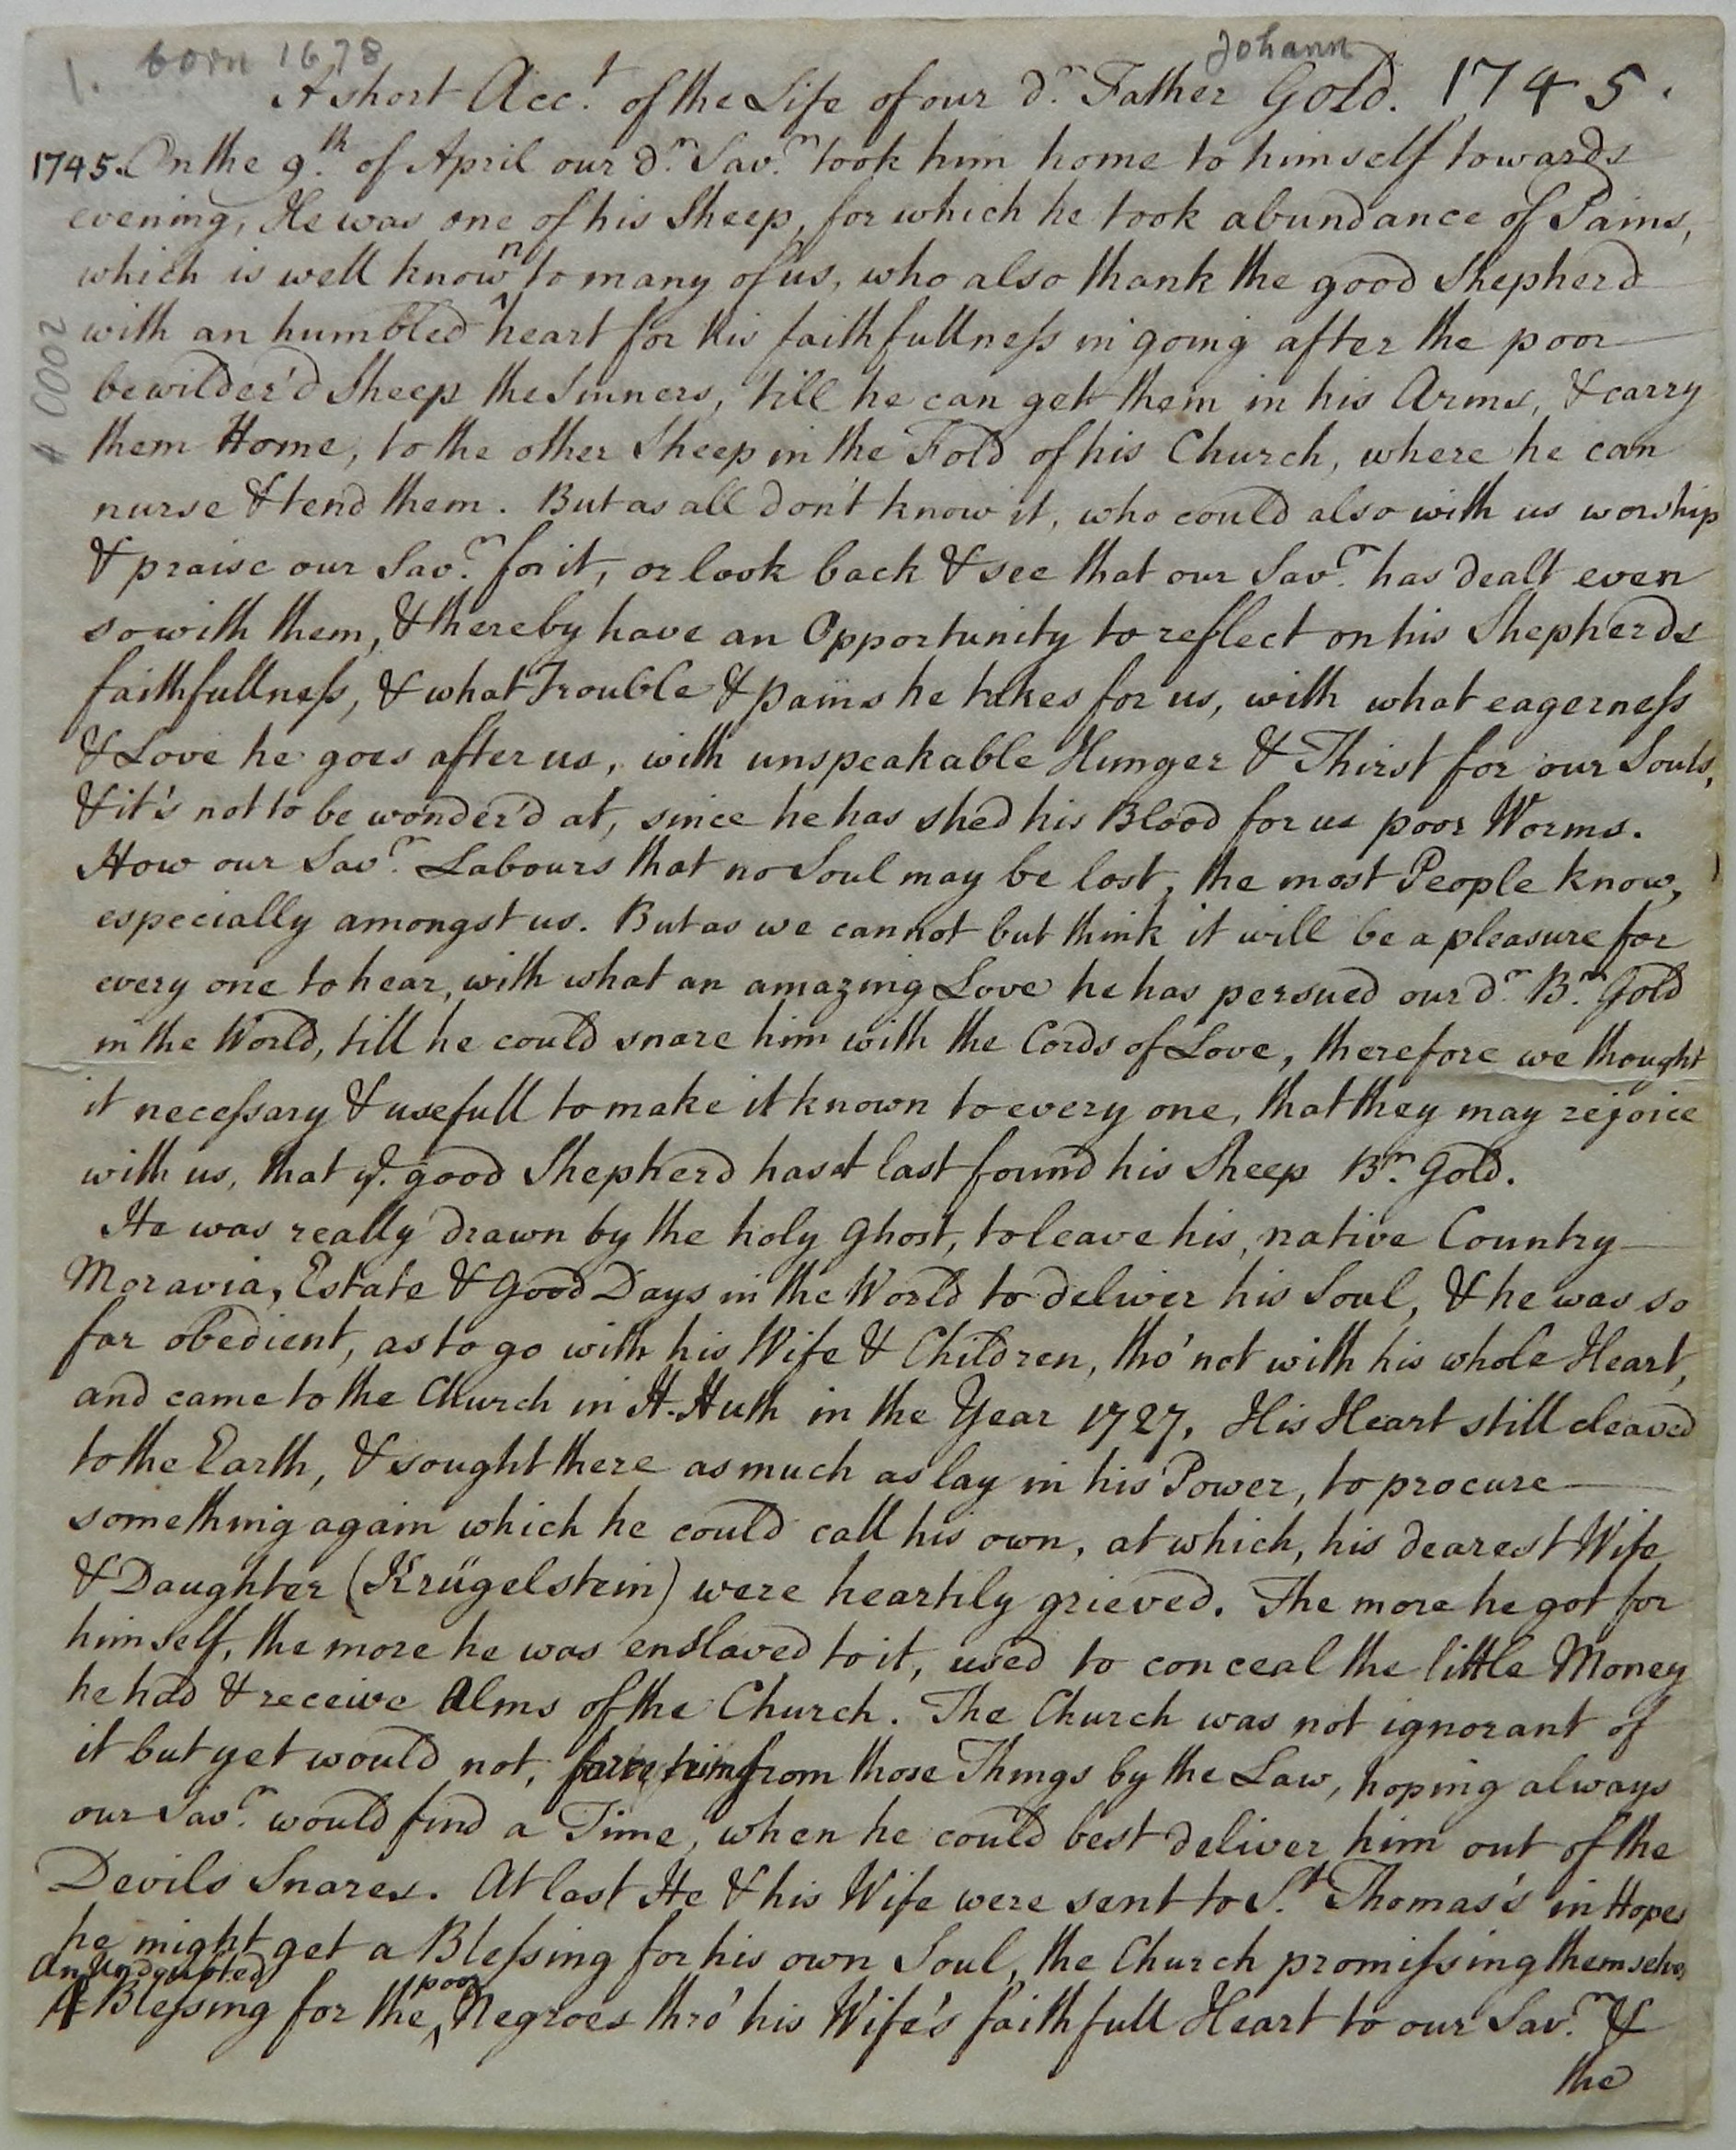 1. born 1678
Johann
A short Acc.t of the Life of our d.r Father Gold. 1745.
1745. On the 9.th of April our d.r Sav.r took him home to himself towards
evening, He was one of his Sheep, for which he took abundance of Pains,
which is well known to many of us, who also thank the good Shepherd
with an humbled heart for his faithfullness in going after the poor
bewilder'd Sheep the Sinners, till he can get them in his Arms, & carry
them Home, to the other Sheep in the Fold of his Church, where he can
nurse & tend them. But as all don't know it, who could also with us worship
& praise our Sav.r for it, or look back & see that our Sav.r has dealt even
so with them, & thereby have an Opportunity to reflect on his Shepherds
faithfullness, & what Trouble & pains he takes for us, with what eagerness
& Love he goes after us, with unspeakable Hunger & Thirst for our Souls,
& it's not to be wonder'd at, since he has shed his Blood for us poor Worms.
How our Sav.r Labours that no Soul may be lost, the most People know,
especially amongst us. But as we cannot but think it will be a pleasure for
every one to hear, with what an amazing Love he has persued our d.r B.r Gold
in the World, till he could snare him with the Cords of Love, therefore we thought
it necessary & usefull to make it known to every one, that they may rejoice
with us, that ye. good Shepherd has at last found his Sheep B.r Gold.
He was really drawn by the holy Ghost, to leave his, native Country
Moravia, Estate & Good Days in the World to deliver his Soul, & he was so
far obedient, as to go with his Wife & Children, tho' not with his whole Heart,
and came to the Church in H.Huth in the Year 1727, His Heart still cleaved
to the Earth, & sought there as much as lay in his Power, to procure
something again which he could call his own, at which, his dearest Wife
& Daughter (Krügelstein) were heartily grieved. The more he got for
himself, the more he was enslaved to it, used to conceal the little Money
he had & receive Alms of the Church. The Church was not ignorant of
it but yet would not, from those Things by the Law, hoping always
our Sav.r would find a Time, when he could best deliver him out of the
Devils Snares. At last He & his Wife were sent to S.t Thomas's in Hopes
he might get a Blessing for his own Soul, the Church promissing themselves
An Undoubted poor
A Blessing for the Negroes thro' his Wife's faithfull Heart to our Sav.r &
the
A 0002